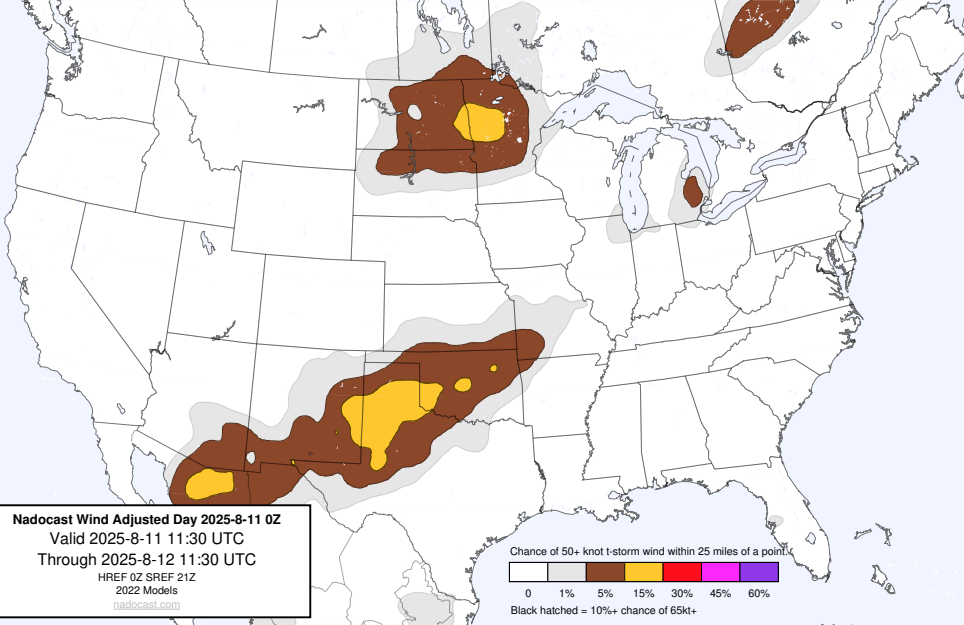 Nadocast Wind Adjusted Day 2025-8-11 0Z
Valid 2025-8-11 11:30 UTC
Through 2025-8-12 11:30 UTC
HREF 0Z SREF 21Z
2022 Models
nadocast.com
Chance of 50+ knot t-storm wind within 25 miles of a point.
0 1% 5% 15% 30% 45% 60%
Black hatched = 10%+ chance of 65kt+